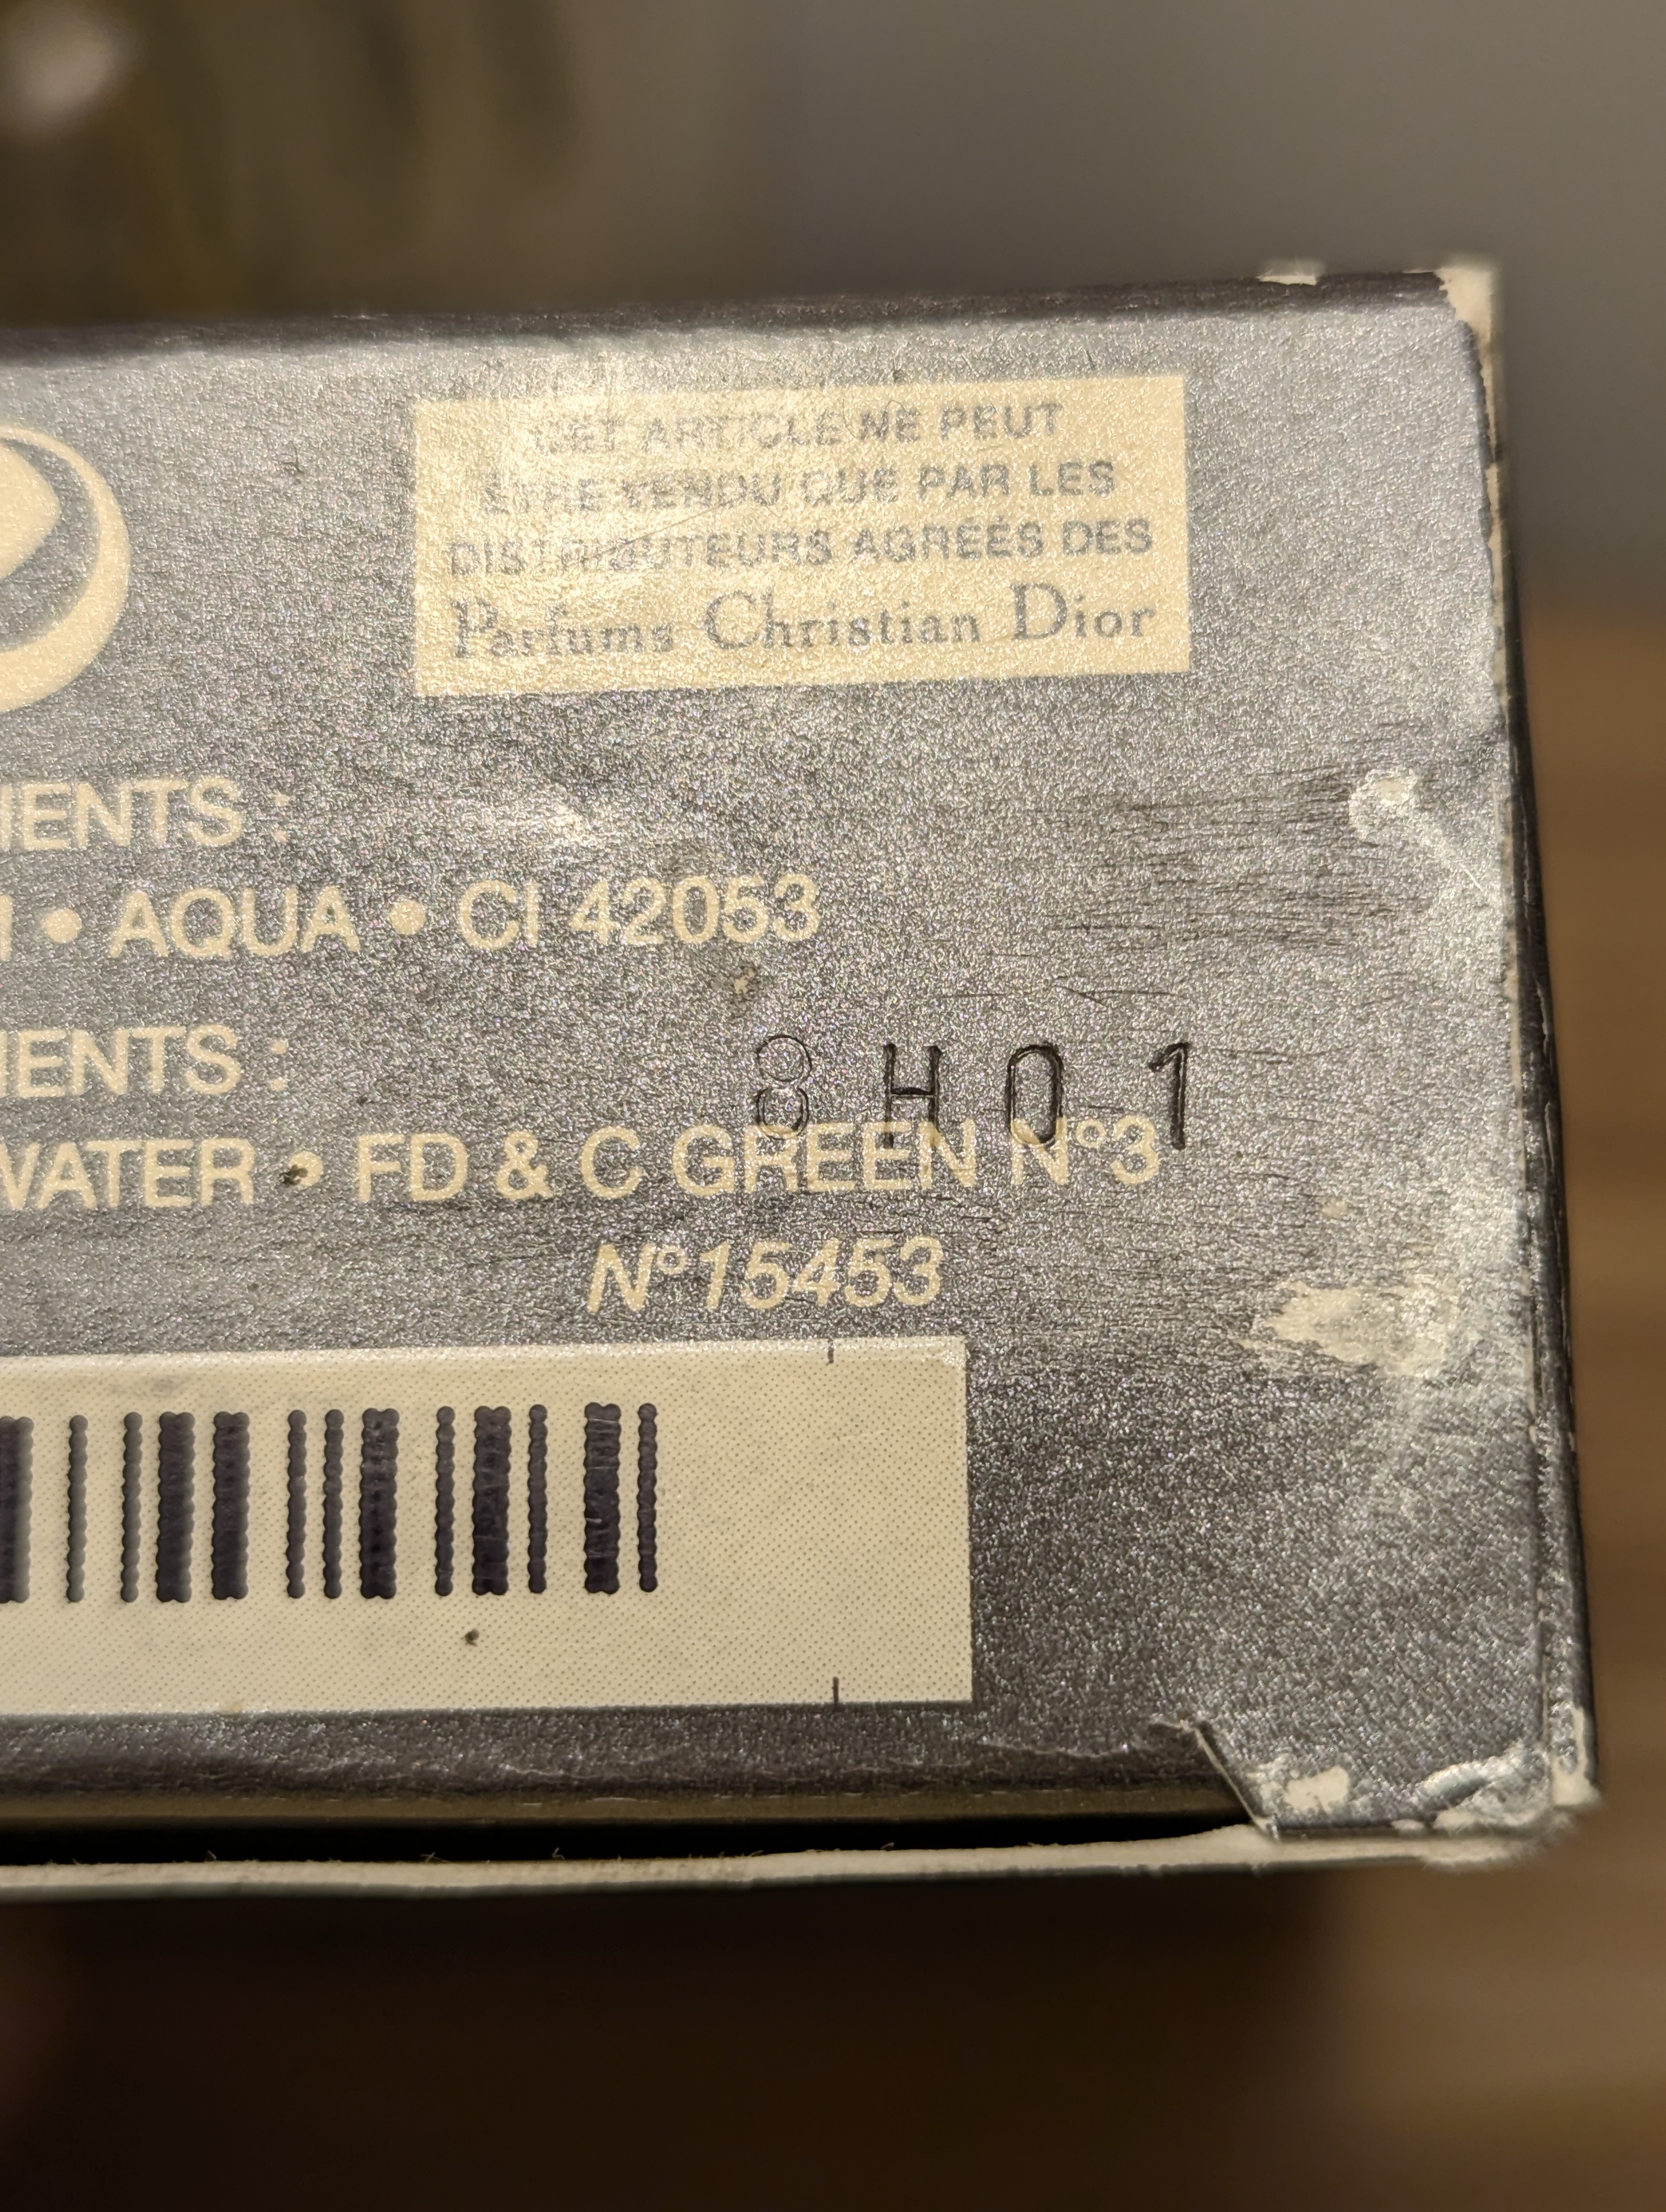 CET ARTICLE NE PEUT
ÊTRE VENDU QUE PAR LES
DISTRIBUTEURS AGRÉÉS DES
Parfums Christian Dior
IENTS :
• AQUA • CI 42053
IENTS :
8H01
WATER • FD & C GREEN N°3
N°15453